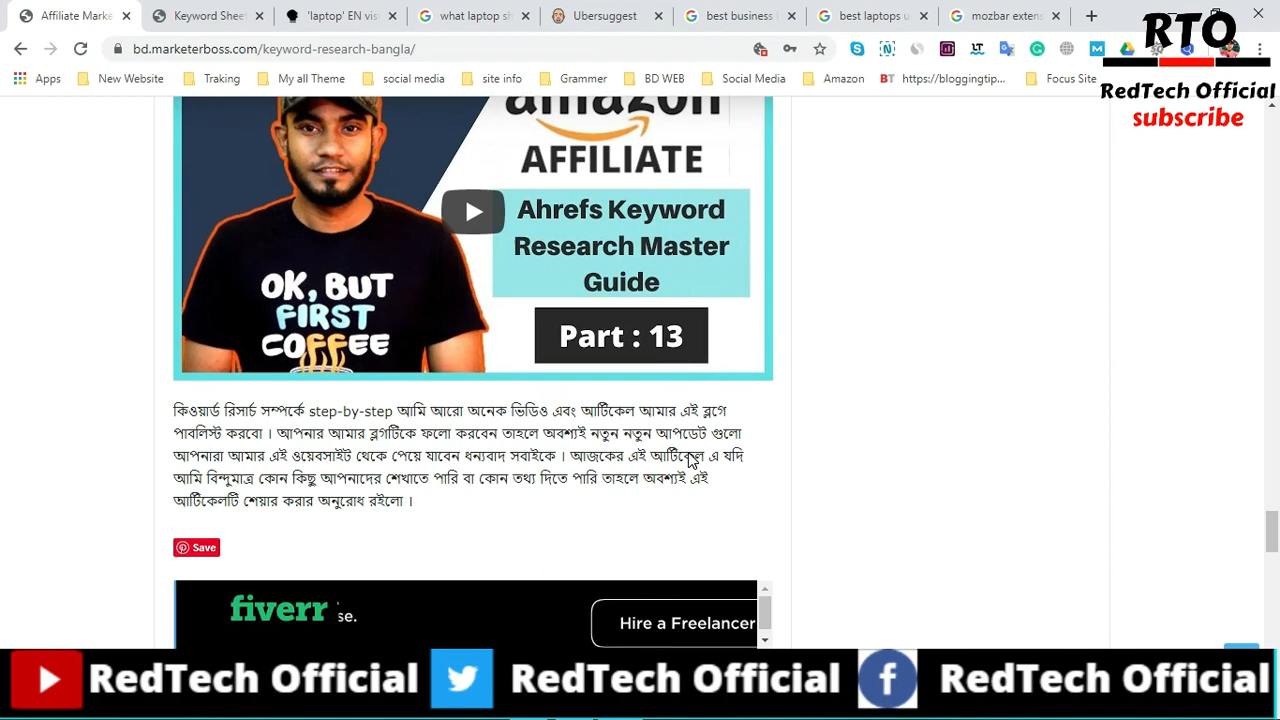 Affiliate Marke
Keyword Shee
'laptop' EN vis
what laptop sh
Ubersuggest
best business l
best laptops u
mozbar exten
bd.marketerboss.com/keyword-research-bangla/
Apps
New Website
Traking
My all Theme
social media
site info
Grammer
BD WEB
Social Media
Amazon
BT https://bloggingtip...
Focus Site
RTO
RedTech Official
subscribe
amazon
AFFILIATE
Ahrefs Keyword
Research Master
Guide
Part : 13
OK, BUT
FIRST
COFFEE
কিওয়ার্ড রিসার্চ সম্পর্কে step-by-step আমি আরো অনেক ভিডিও এবং আর্টিকেল আমার এই ব্লগে
পাবলিস্ট করবো । আপনার আমার ব্লগটিকে ফলো করবেন তাহলে অবশ্যই নতুন নতুন আপডেট গুলো
আপনারা আমার এই ওয়েবসাইট থেকে পেয়ে যাবেন ধন্যবাদ সবাইকে । আজকের এই আর্টিকেল এ যদি
আমি বিন্দুমাত্র কোন কিছু আপনাদের শেখাতে পারি বা কোন তথ্য দিতে পারি তাহলে অবশ্যই এই
আর্টিকেলটি শেয়ার করার অনুরোধ রইলো ।
Save
fiverr
se.
Hire a Freelancer
RedTech Official
RedTech Official
RedTech Official